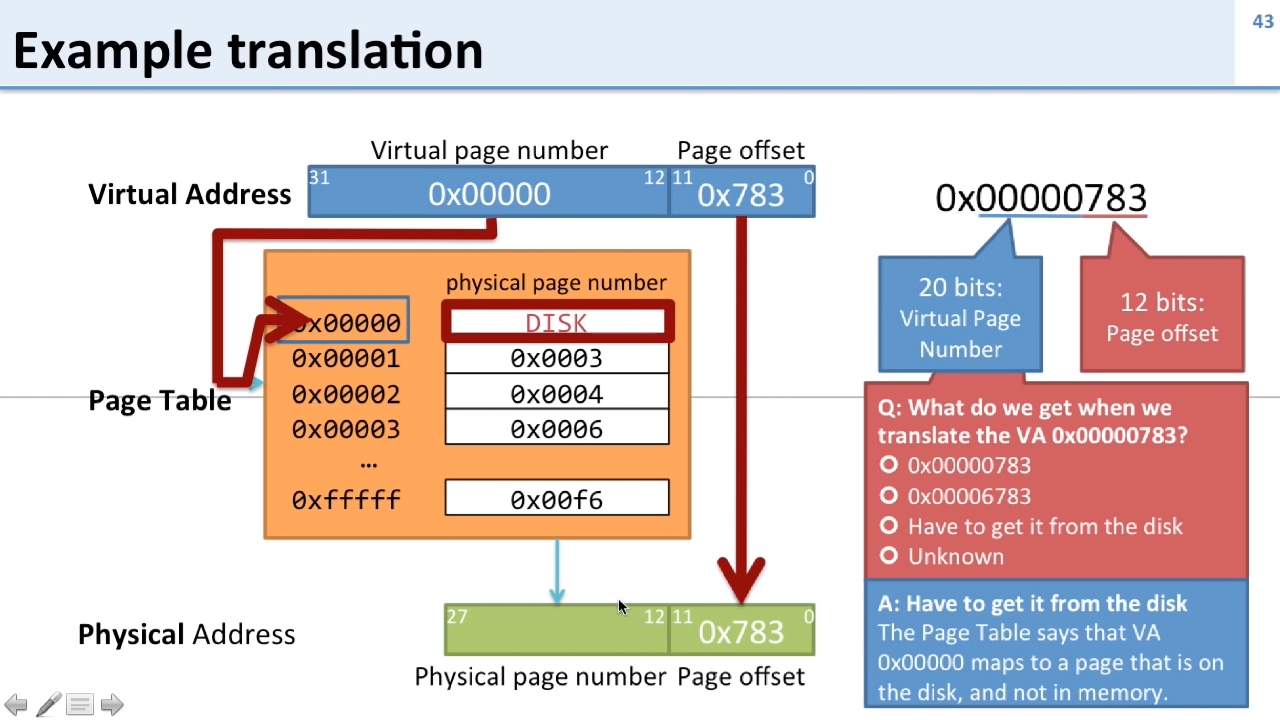 43
Example translation
Virtual page number Page offset
Virtual Address 31 0x00000 12 11 0x783 0
0x00000783
20 bits:
Virtual Page
Number
12 bits:
Page offset
physical page number
0x00000 DISK
0x00001 0x0003
0x00002 0x0004
0x00003 0x0006
...
0xfffff 0x00f6
Page Table
Q: What do we get when we
translate the VA 0x00000783?
0x00000783
0x00006783
Have to get it from the disk
Unknown
A: Have to get it from the disk
The Page Table says that VA
0x00000 maps to a page that is on
the disk, and not in memory.
Physical Address 27 12 11 0x783 0
Physical page number Page offset